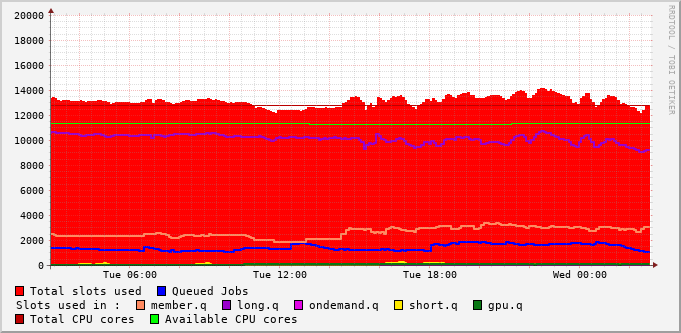 20000
18000
16000
14000
12000
10000
8000
6000
4000
2000
0
Tue 06:00 Tue 12:00 Tue 18:00 Wed 00:00
RRDTOOL / TOBI OETIKER
Total slots used Queued Jobs
Slots used in : member.q long.q ondemand.q short.q gpu.q
Total CPU cores Available CPU cores